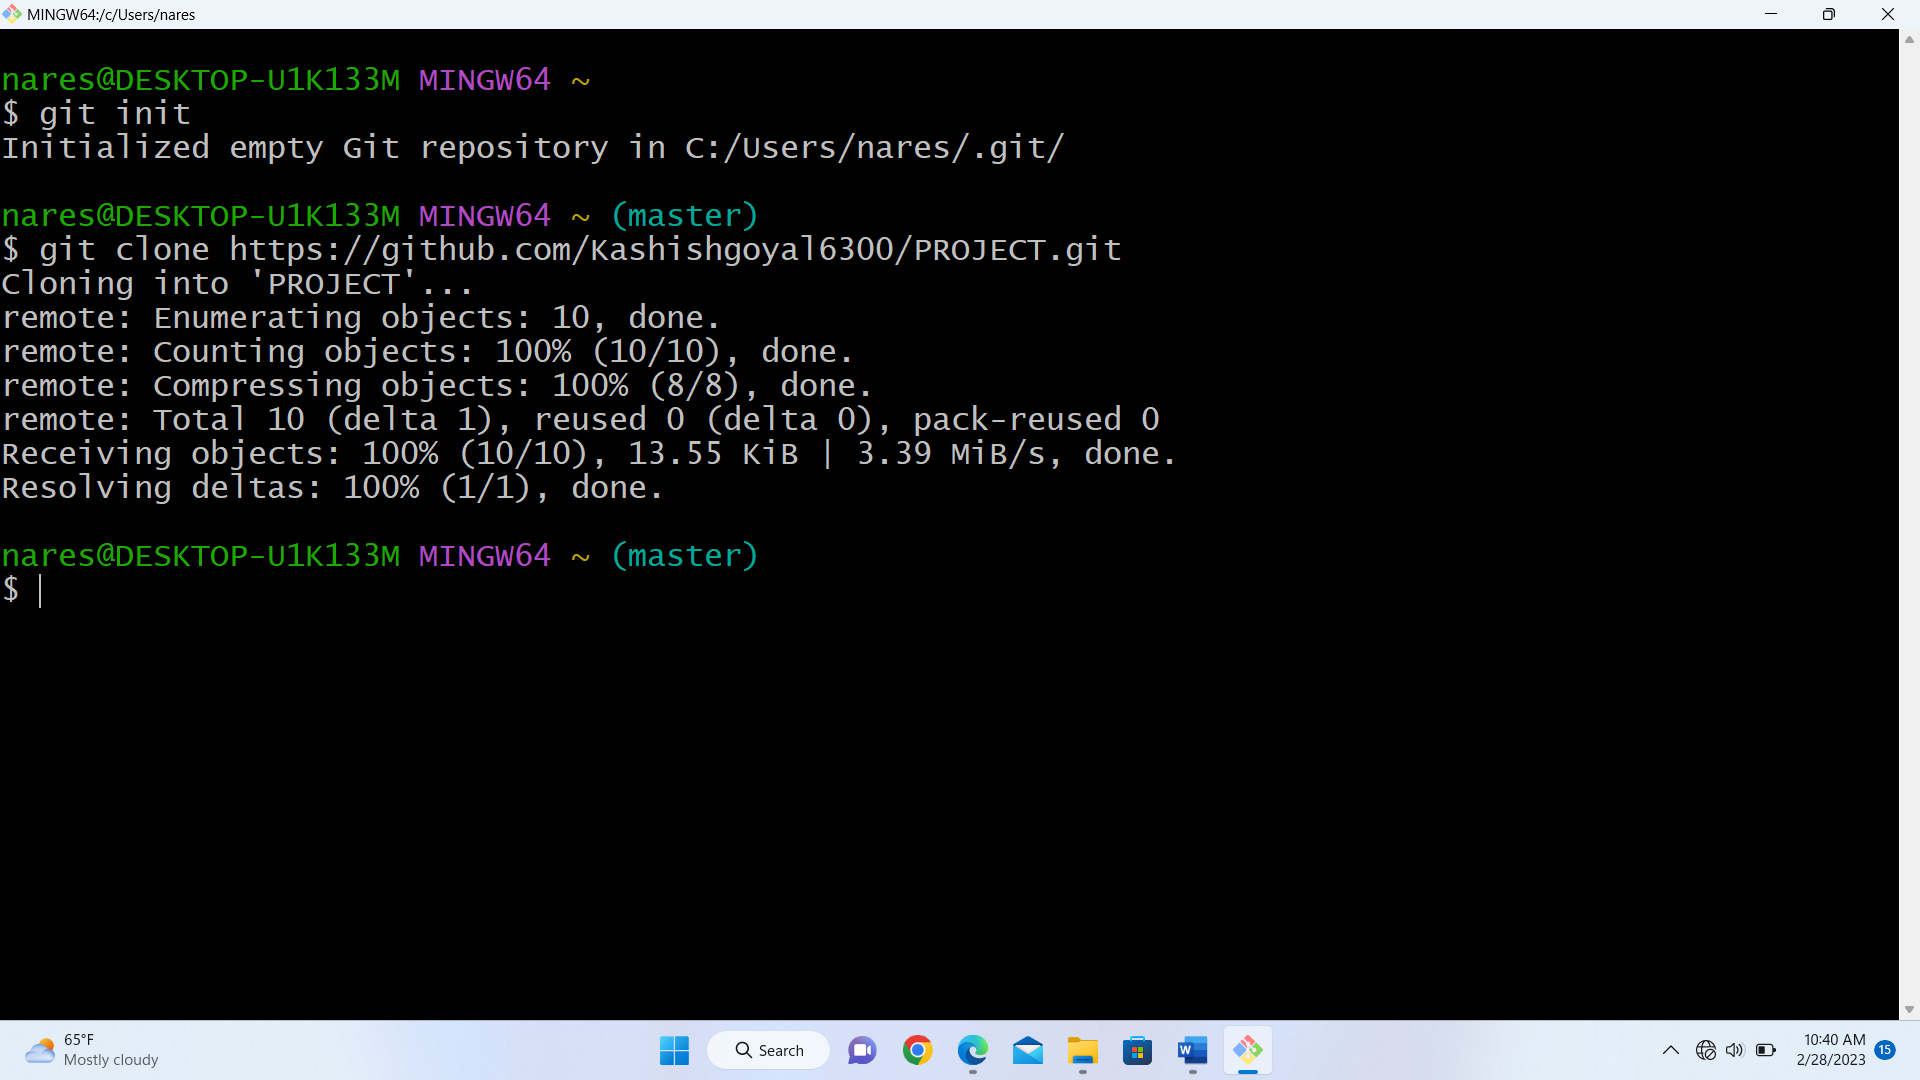 MINGW64:/c/Users/nares
nares@DESKTOP-U1K133M MINGW64 ~
$ git init
Initialized empty Git repository in C:/Users/nares/.git/
nares@DESKTOP-U1K133M MINGW64 ~ (master)
$ git clone https://github.com/Kashishgoyal6300/PROJECT.git
Cloning into 'PROJECT'...
remote: Enumerating objects: 10, done.
remote: Counting objects: 100% (10/10), done.
remote: Compressing objects: 100% (8/8), done.
remote: Total 10 (delta 1), reused 0 (delta 0), pack-reused 0
Receiving objects: 100% (10/10), 13.55 KiB | 3.39 MiB/s, done.
Resolving deltas: 100% (1/1), done.
nares@DESKTOP-U1K133M MINGW64 ~ (master)
$
65°F
Mostly cloudy
Search
W
10:40 AM
2/28/2023
15